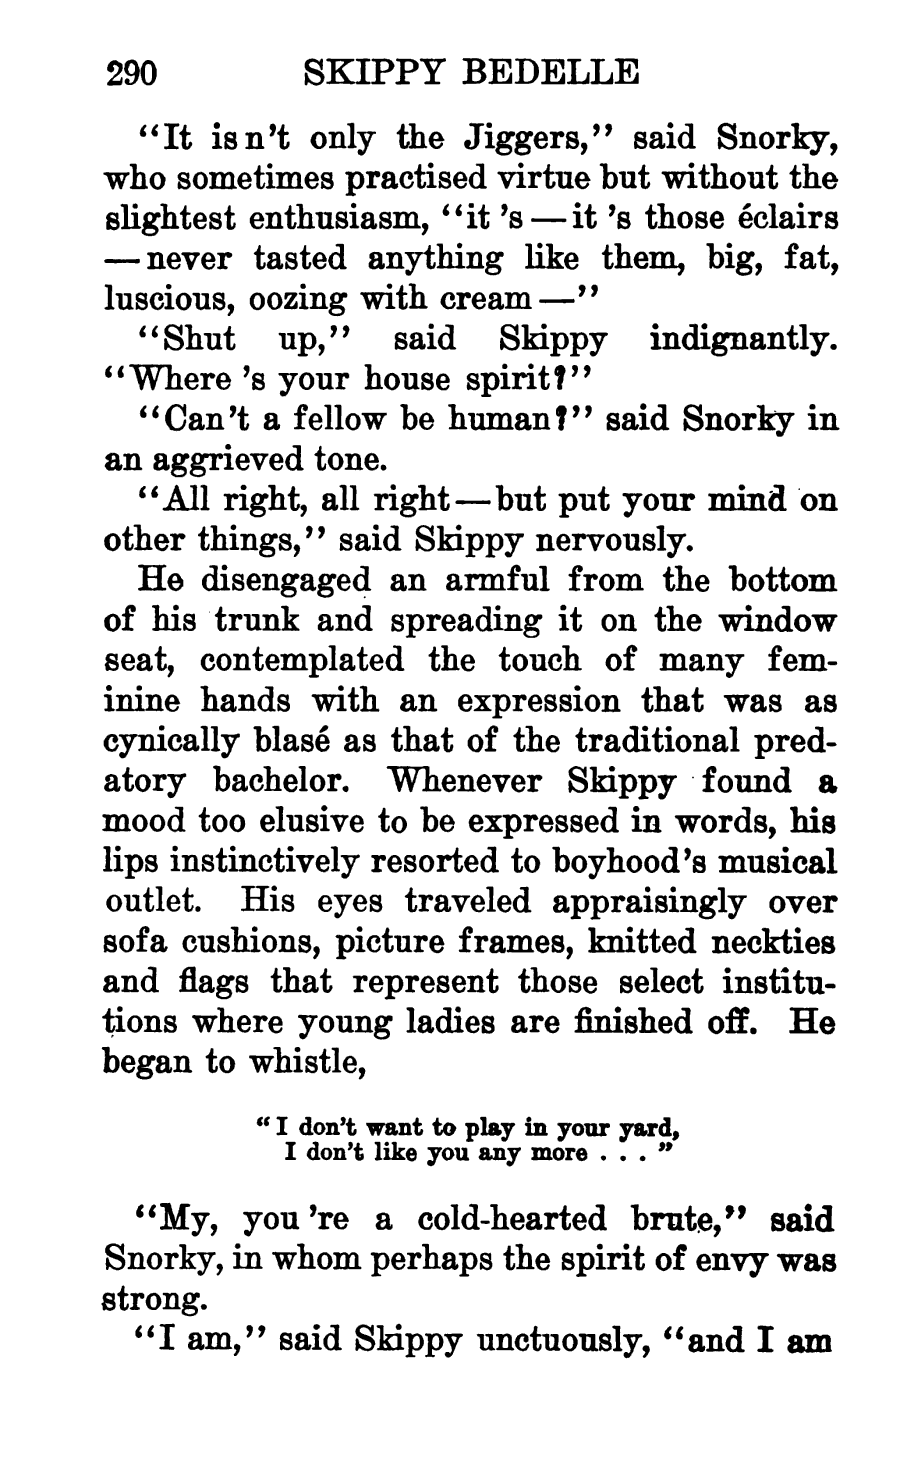 290 SKIPPY BEDELLE
“It isn’t only the Jiggers,” said Snorky,
who sometimes practised virtue but without the
slightest enthusiasm, “it ’s—it ’s those éclairs
—never tasted anything like them, big, fat,
luscious, oozing with cream—”
“Shut up,” said Skippy indignantly.
“Where ’s your house spirit?”
“Can’t a fellow be human?” said Snorky in
an aggrieved tone.
“All right, all right—but put your mind on
other things,” said Skippy nervously.
He disengaged an armful from the bottom
of his trunk and spreading it on the window
seat, contemplated the touch of many fem-
inine hands with an expression that was as
cynically blasé as that of the traditional pred-
atory bachelor. Whenever Skippy found a
mood too elusive to be expressed in words, his
lips instinctively resorted to boyhood’s musical
outlet. His eyes traveled appraisingly over
sofa cushions, picture frames, knitted neckties
and flags that represent those select institu-
tions where young ladies are finished off. He
began to whistle,
“I don’t want to play in your yard,
I don’t like you any more . . . ”
“My, you ’re a cold-hearted brute,” said
Snorky, in whom perhaps the spirit of envy was
strong.
“I am,” said Skippy unctuously, “and I am